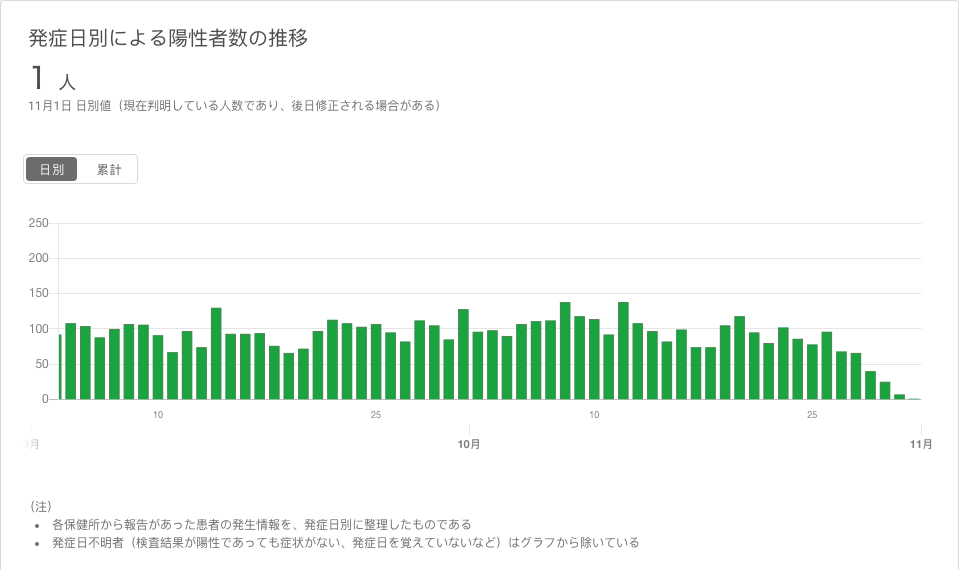 発症日別による陽性者数の推移
1 人
11月1日 日別値（現在判明している人数であり、後日修正される場合がある）
日別 累計
250
200
150
100
50
0
10 25 10 25
月 10月 11月
（注）
• 各保健所から報告があった患者の発生情報を、発症日別に整理したものである
• 発症日不明者（検査結果が陽性であっても症状がない、発症日を覚えていないなど）はグラフから除いている